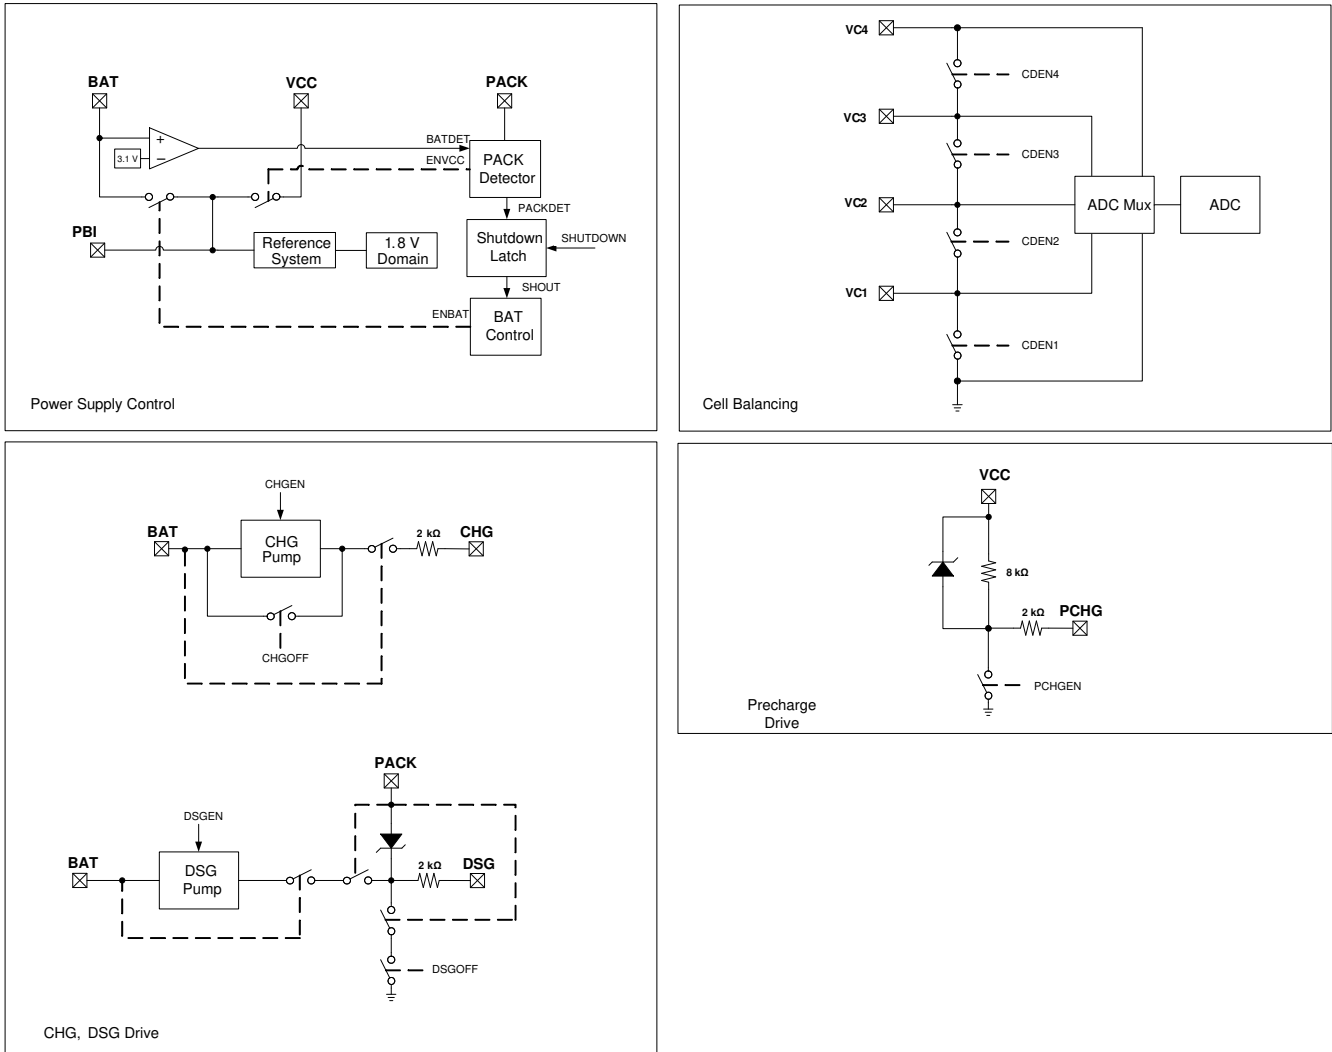 BAT
VCC
PACK
3.1 V
+
−
BATDET
ENVCC
PACK
Detector
PACKDET
PBI
Reference
System
1.8 V
Domain
Shutdown
Latch
SHUTDOWN
SHOUT
ENBAT
BAT
Control
Power Supply Control
VC4
CDEN4
VC3
CDEN3
VC2
ADC Mux
ADC
CDEN2
VC1
CDEN1
Cell Balancing
CHGEN
BAT
CHG
Pump
2 kΩ
CHG
CHGOFF
PACK
DSGEN
BAT
DSG
Pump
2 kΩ
DSG
DSGOFF
CHG, DSG Drive
VCC
8 kΩ
2 kΩ
PCHG
PCHGEN
Precharge
Drive